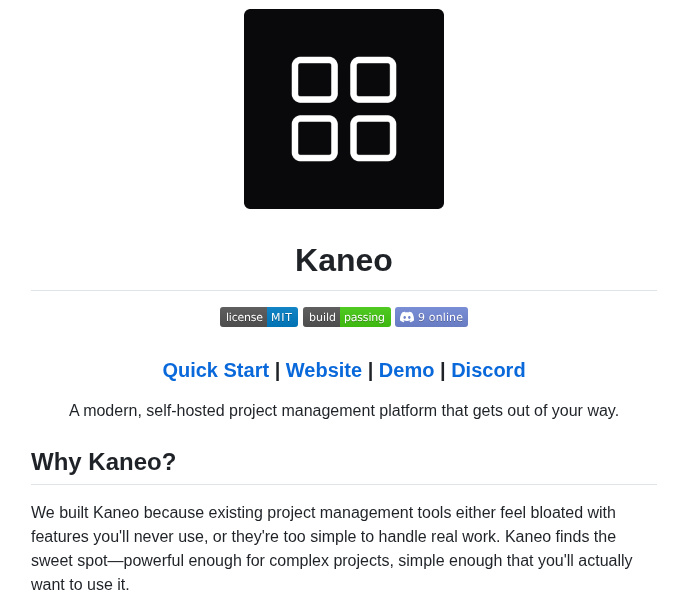 Kaneo
license MIT build passing 9 online
Quick Start | Website | Demo | Discord
A modern, self-hosted project management platform that gets out of your way.
Why Kaneo?
We built Kaneo because existing project management tools either feel bloated with
features you'll never use, or they're too simple to handle real work. Kaneo finds the
sweet spot—powerful enough for complex projects, simple enough that you'll actually
want to use it.